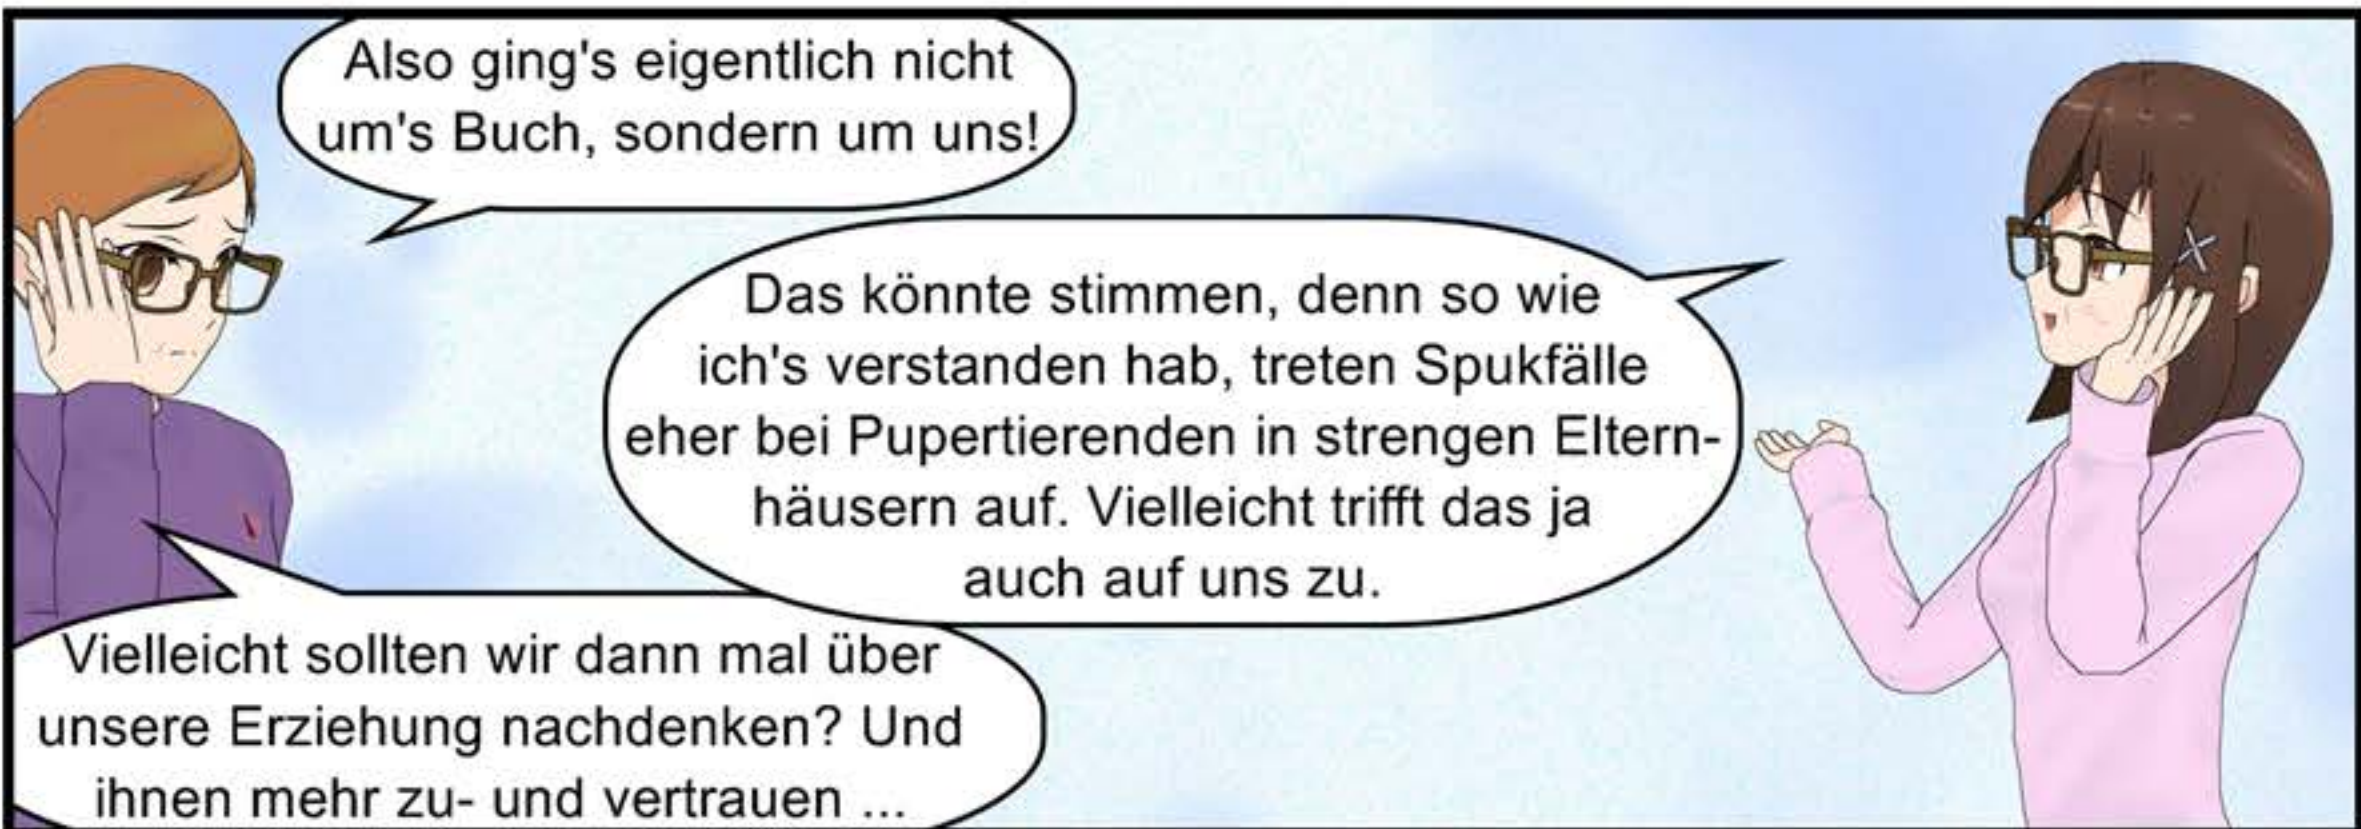 Also ging's eigentlich nicht
um's Buch, sondern um uns!
Das könnte stimmen, denn so wie
ich's verstanden hab, treten Spukfälle
eher bei Pupertierenden in strengen Eltern-
häusern auf. Vielleicht trifft das ja
auch auf uns zu.
Vielleicht sollten wir dann mal über
unsere Erziehung nachdenken? Und
ihnen mehr zu- und vertrauen ...